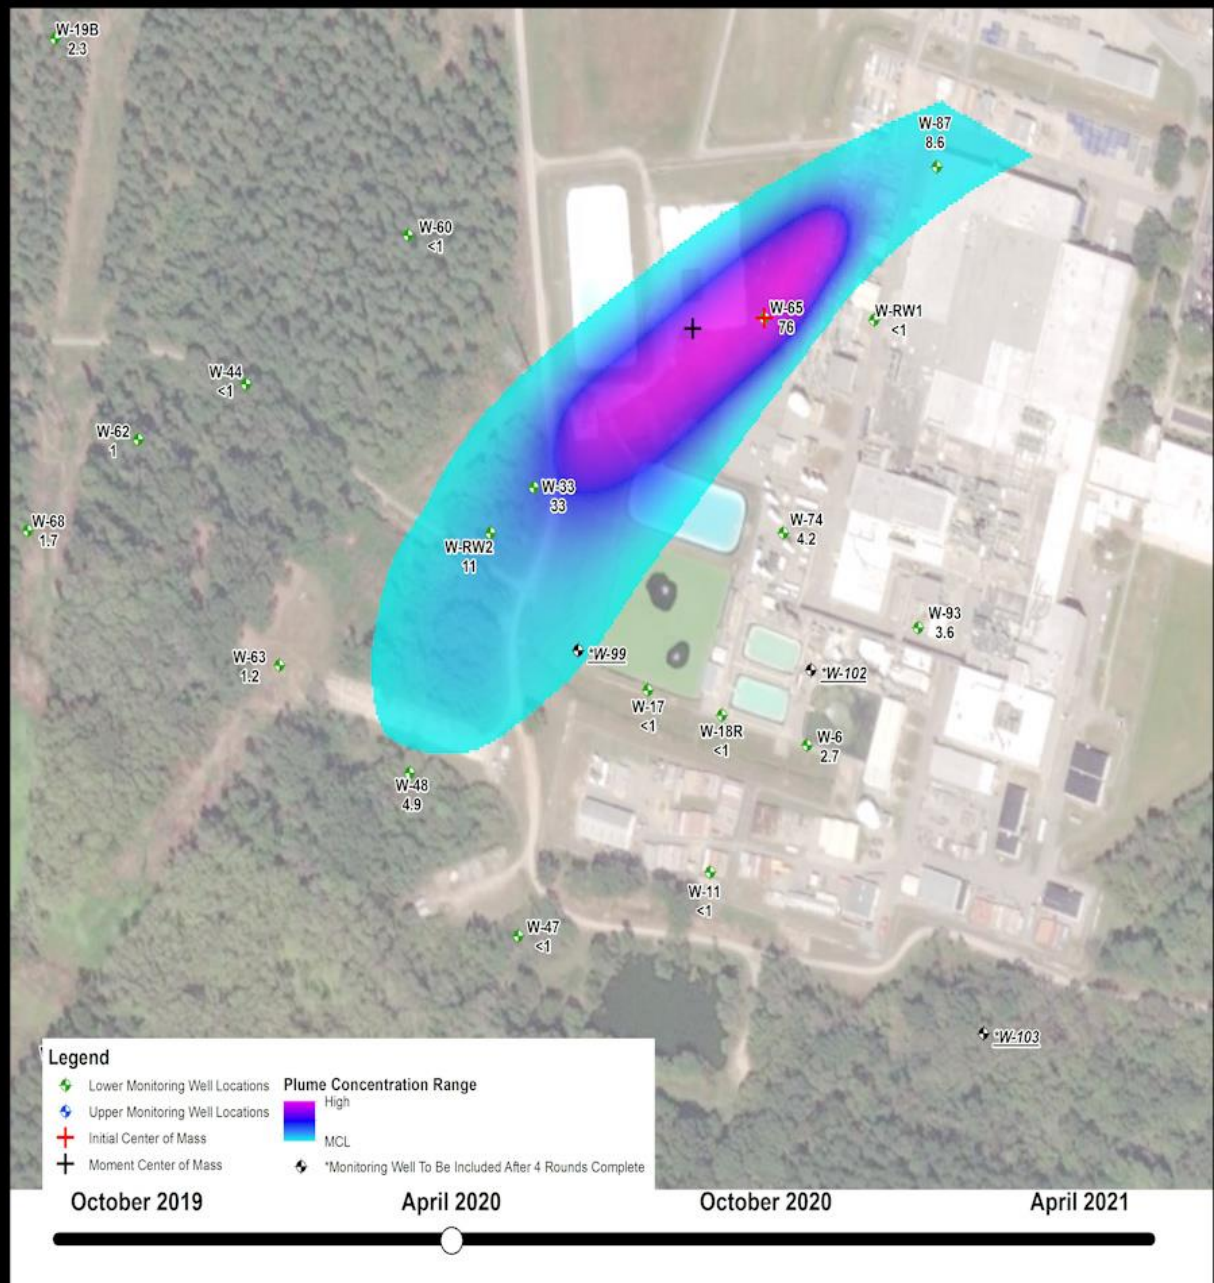 W-19B
2.3
W-87
8.6
W-60
<1
W-65
76
W-RW1
<1
W-44
<1
W-62
1
W-33
33
W-68
1.7
W-74
4.2
W-RW2
11
W-93
3.6
*W-99
W-63
1.2
*W-102
W-17
<1
W-18R
<1
W-6
2.7
W-48
4.9
W-11
<1
W-47
<1
*W-103
Legend
Lower Monitoring Well Locations
Upper Monitoring Well Locations
Initial Center of Mass
Moment Center of Mass
Plume Concentration Range
High
MCL
*Monitoring Well To Be Included After 4 Rounds Complete
October 2019 April 2020 October 2020 April 2021